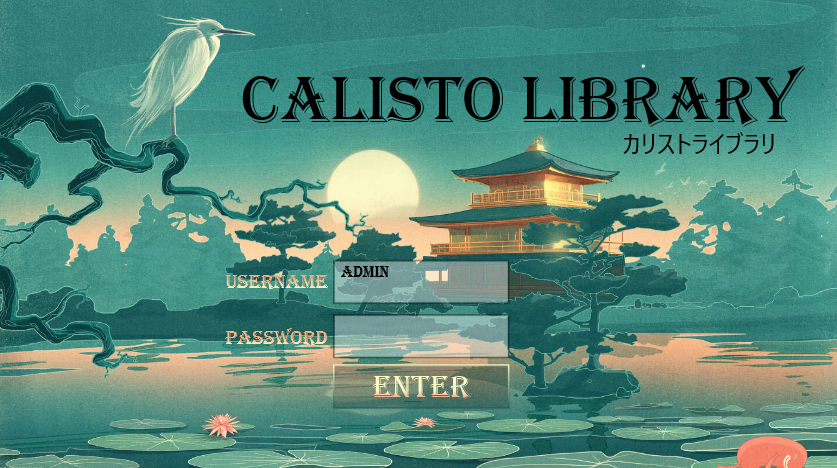 CALISTO LIBRARY
カリストライブラリ
USERNAME ADMIN
PASSWORD
ENTER